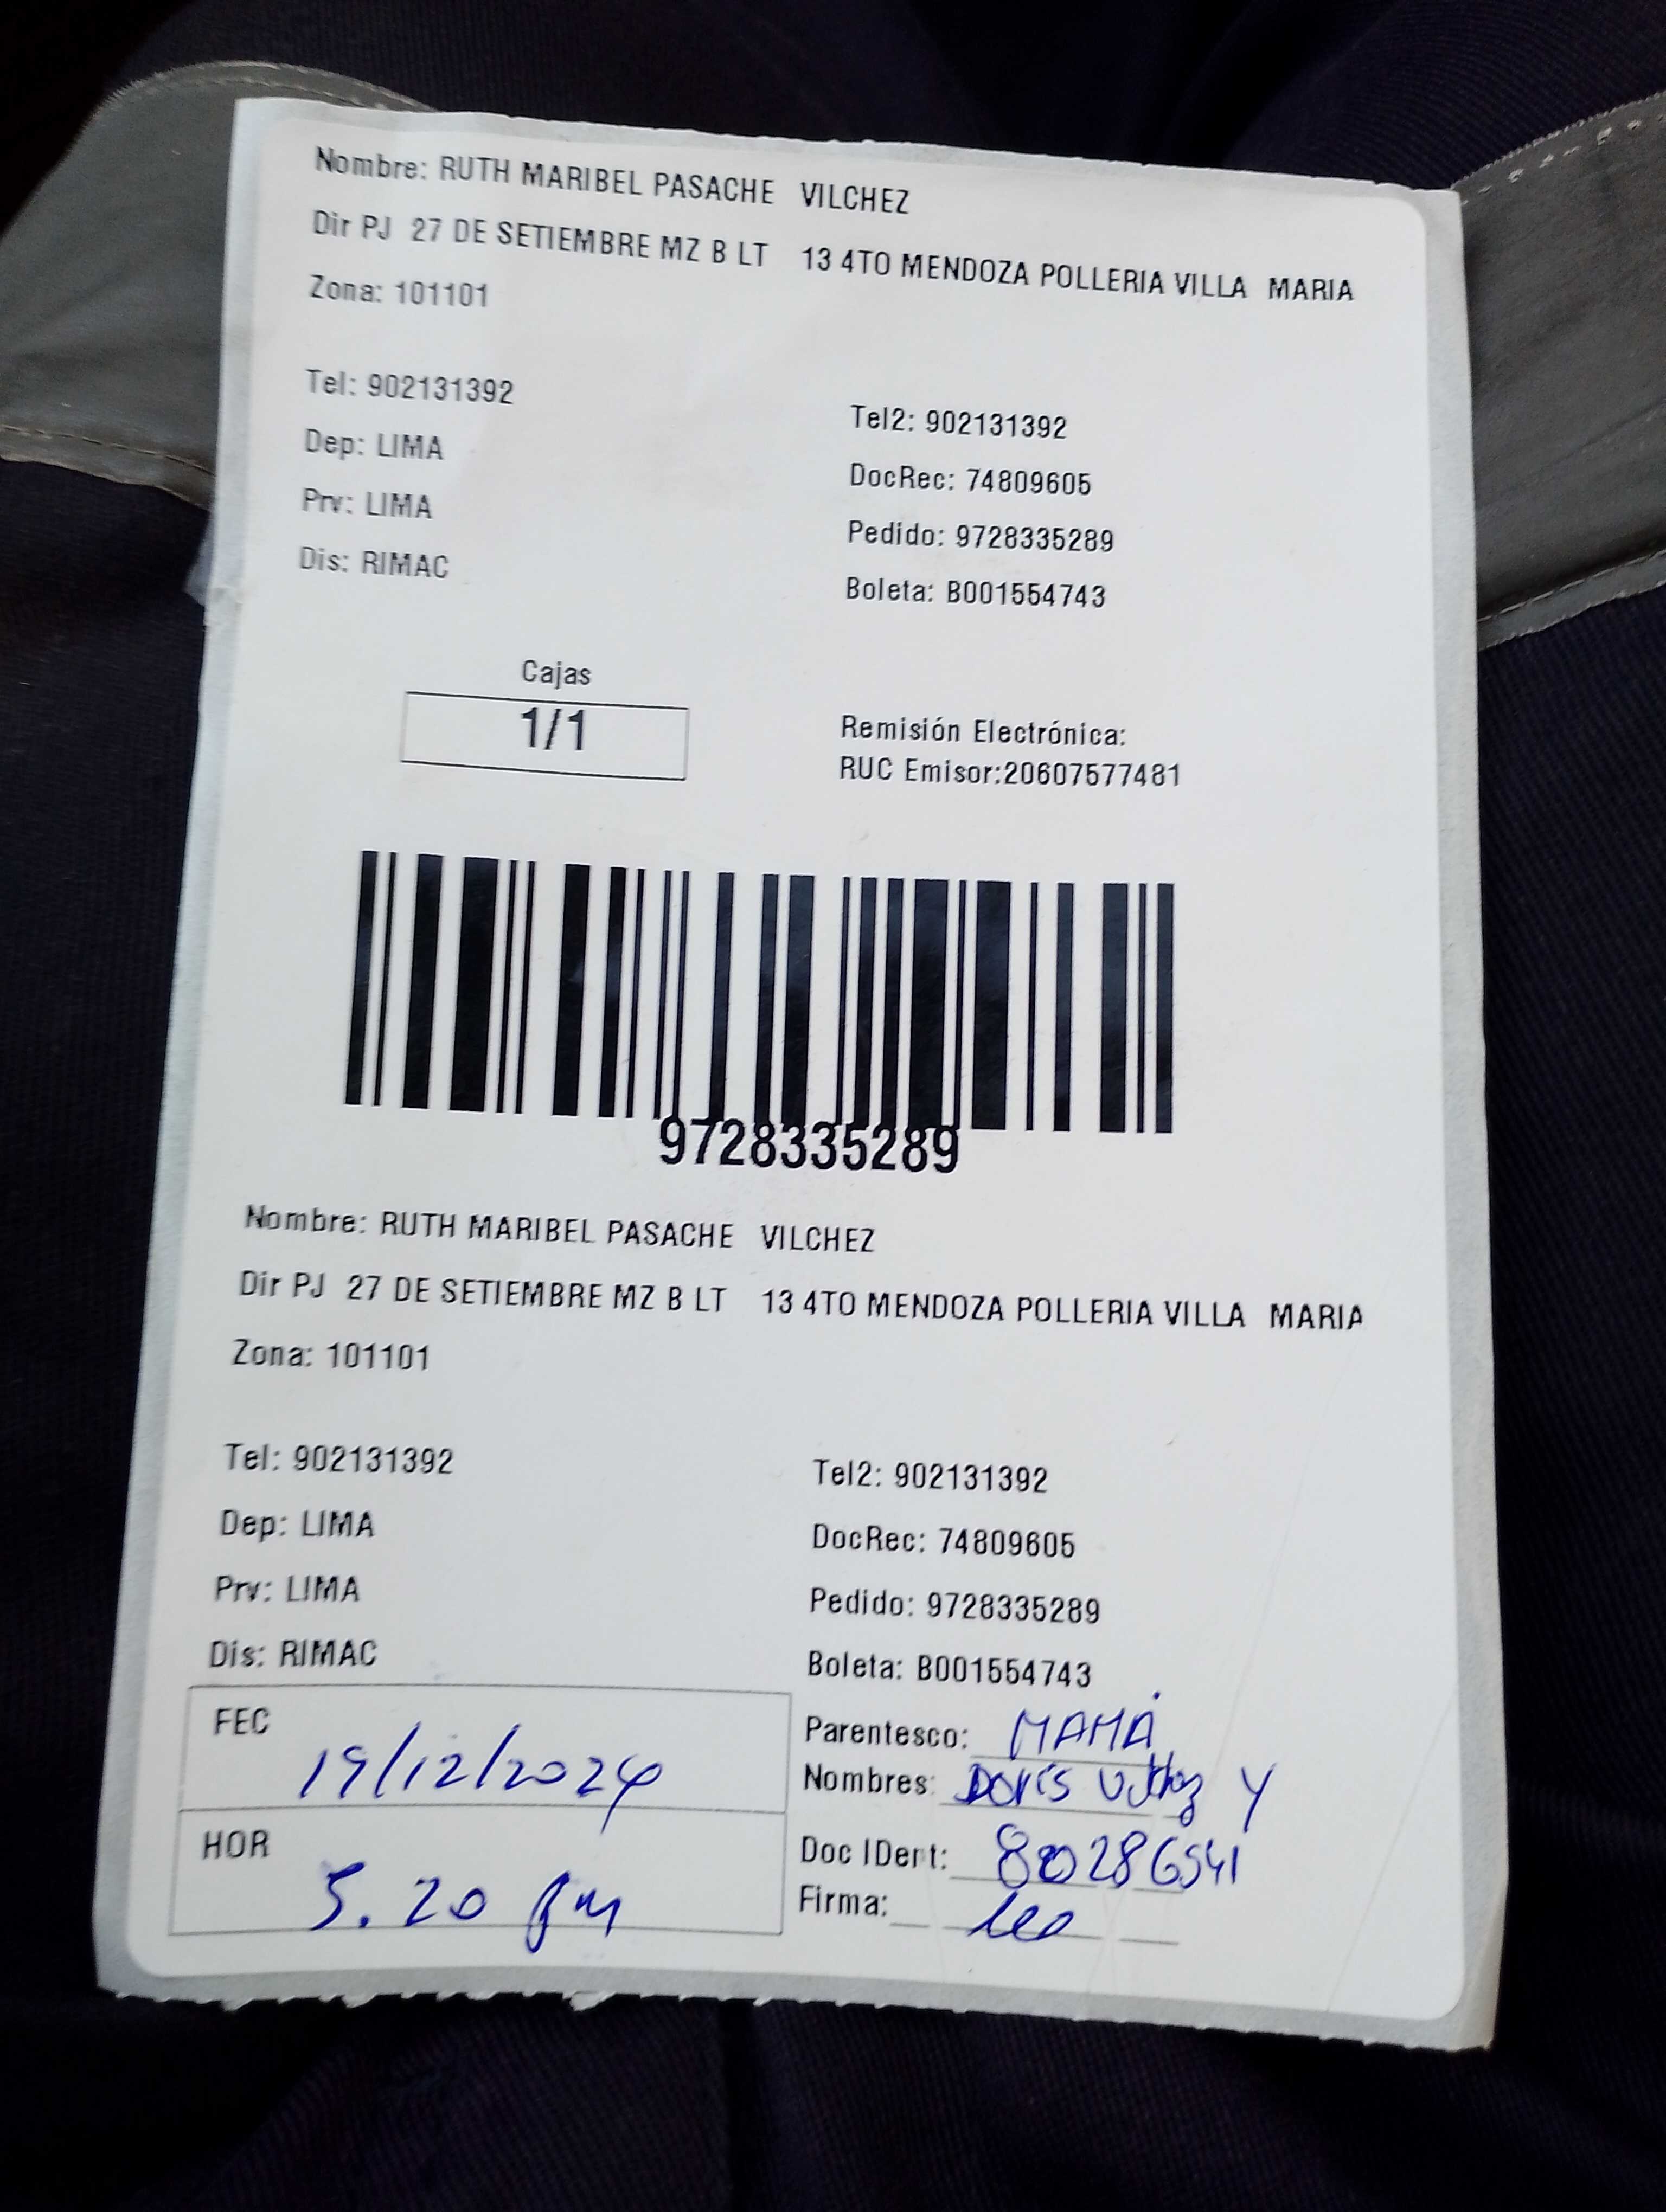 Nombre: RUTH MARIBEL PASACHE VILCHEZ
Dir PJ 27 DE SETIEMBRE MZ B LT 13 4TO MENDOZA POLLERIA VILLA MARIA
Zona: 101101
Tel: 902131392 Tel2: 902131392
Dep: LIMA DocRec: 74809605
Prv: LIMA Pedido: 9728335289
Dis: RIMAC Boleta: B001554743
Cajas
1/1
Remisión Electrónica:
RUC Emisor:20607577481
9728335289
Nombre: RUTH MARIBEL PASACHE VILCHEZ
Dir PJ 27 DE SETIEMBRE MZ B LT 13 4TO MENDOZA POLLERIA VILLA MARIA
Zona: 101101
Tel: 902131392 Tel2: 902131392
Dep: LIMA DocRec: 74809605
Prv: LIMA Pedido: 9728335289
Dis: RIMAC Boleta: B001554743
FEC 19/12/2024
HOR 5.20 pm
Parentesco: MAMÁ
Nombres: Doris Y
Doc IDent: 80286541
Firma: